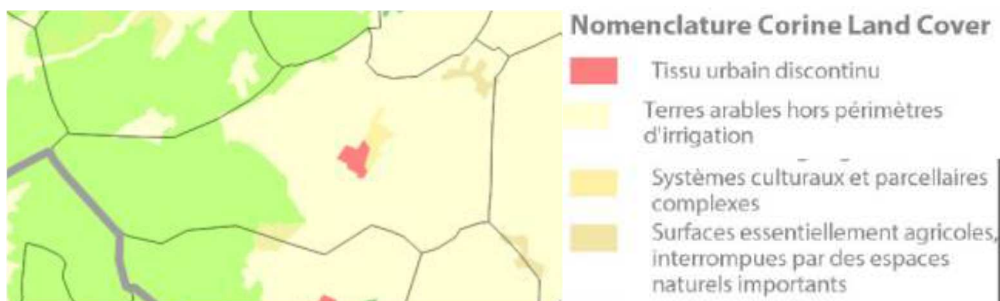 Nomenclature Corine Land Cover
Tissu urbain discontinu
Terres arables hors périmètres
d'irrigation
Systèmes culturaux et parcellaires
complexes
Surfaces essentiellement agricoles,
interrompues par des espaces
naturels importants